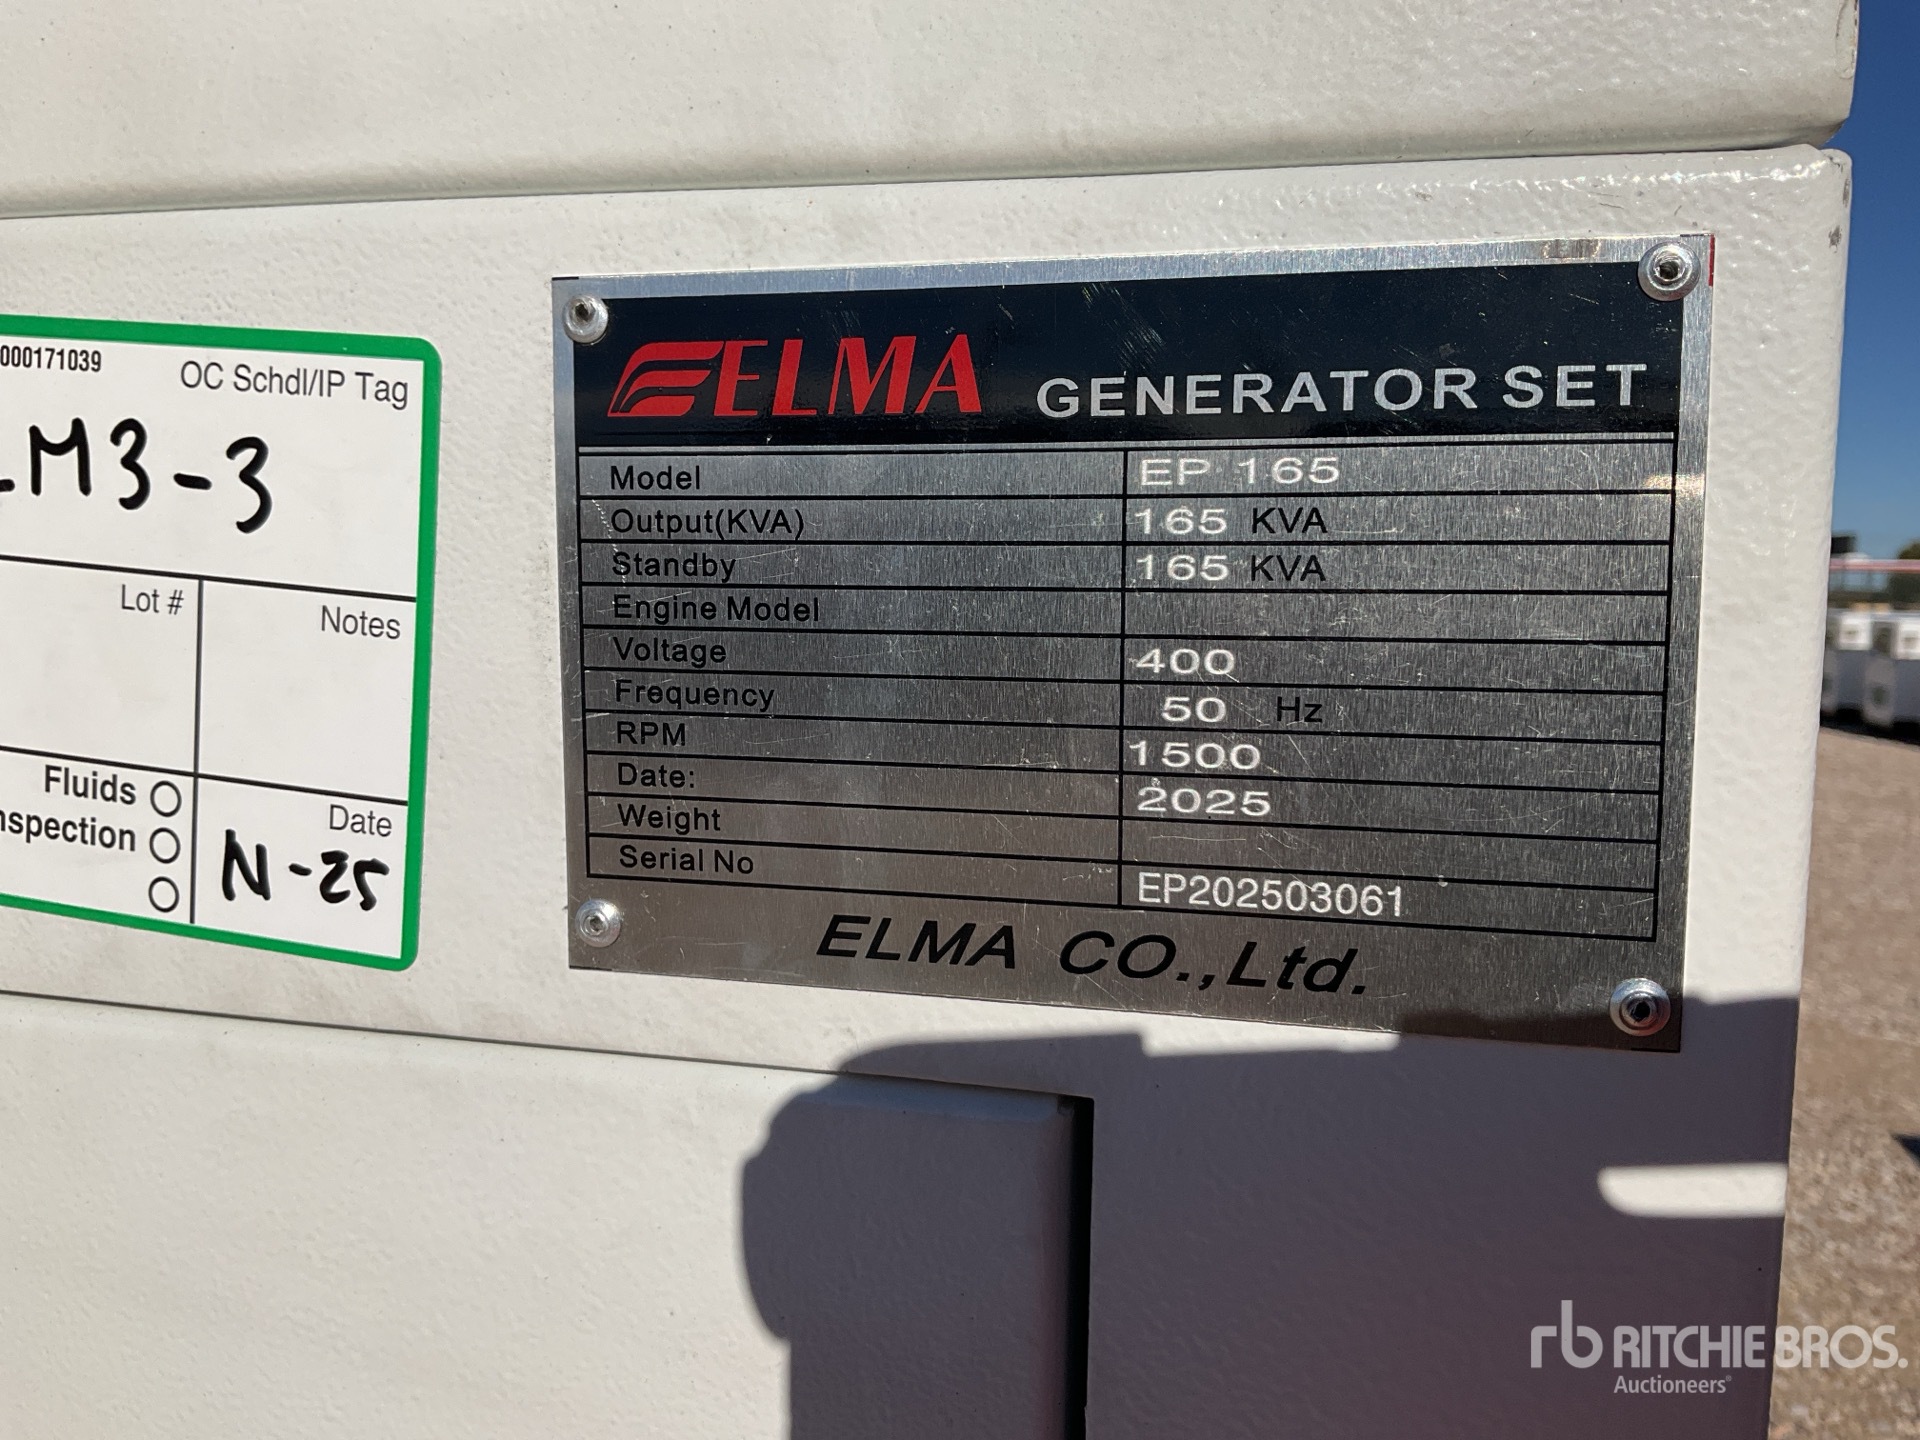 000171039
OC Schdl/IP Tag
LM3-3
Lot #
Notes
Fluids
nspection
Date
N-25
ELMA GENERATOR SET
Model EP 165
Output(KVA) 165 KVA
Standby 165 KVA
Engine Model
Voltage 400
Frequency 50 Hz
RPM 1500
Date: 2025
Weight
Serial No EP202503061
ELMA CO.,Ltd.
rb RITCHIE BROS.
Auctioneers®